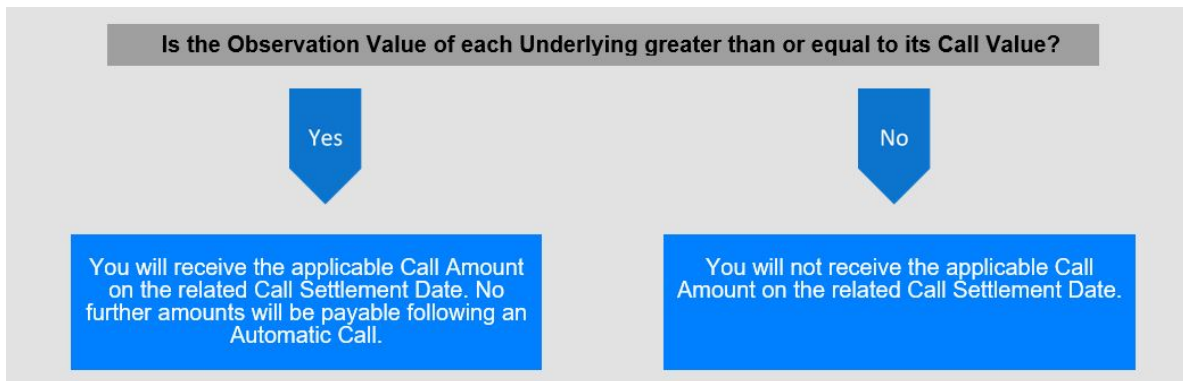 Is the Observation Value of each Underlying greater than or equal to its Call Value?
Yes
No
You will receive the applicable Call Amount
on the related Call Settlement Date. No
further amounts will be payable following an
Automatic Call.
You will not receive the applicable Call
Amount on the related Call Settlement Date.